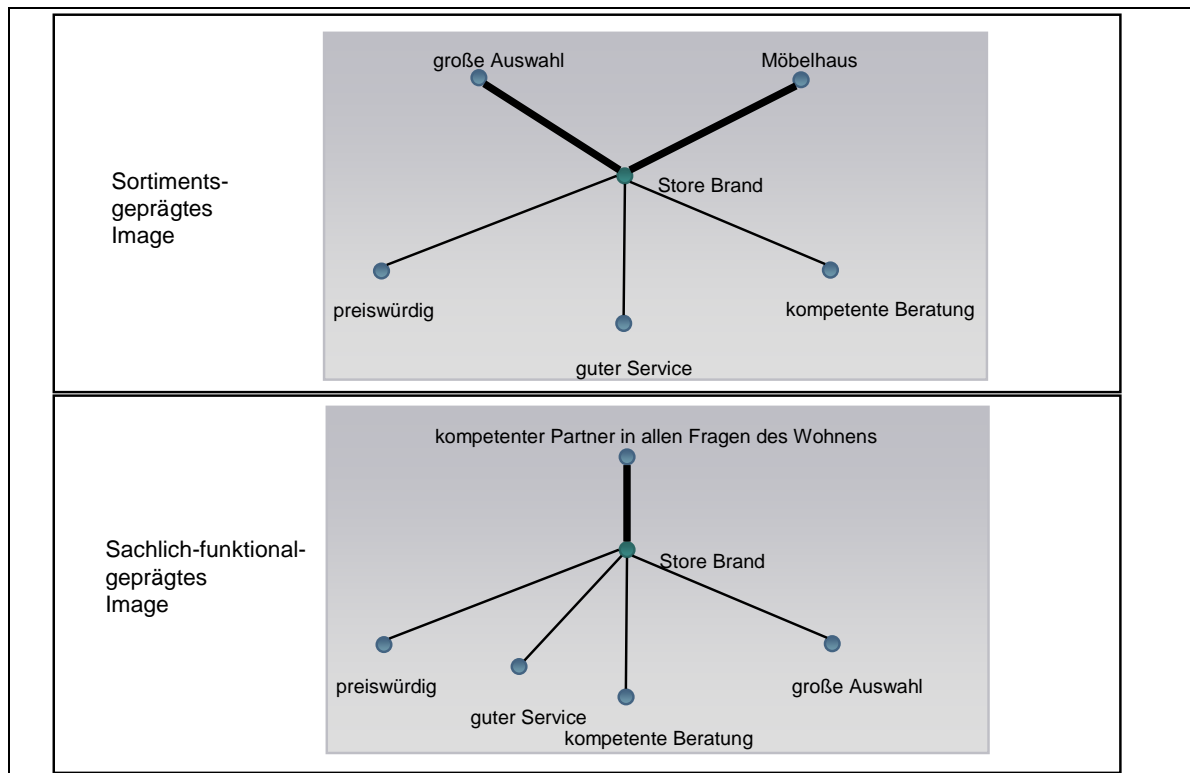 große Auswahl
Möbelhaus
Sortiments-
geprägtes
Image
Store Brand
preiswürdig
kompetente Beratung
guter Service
kompetenter Partner in allen Fragen des Wohnens
Sachlich-funktional-
geprägtes
Image
Store Brand
preiswürdig
große Auswahl
guter Service
kompetente Beratung